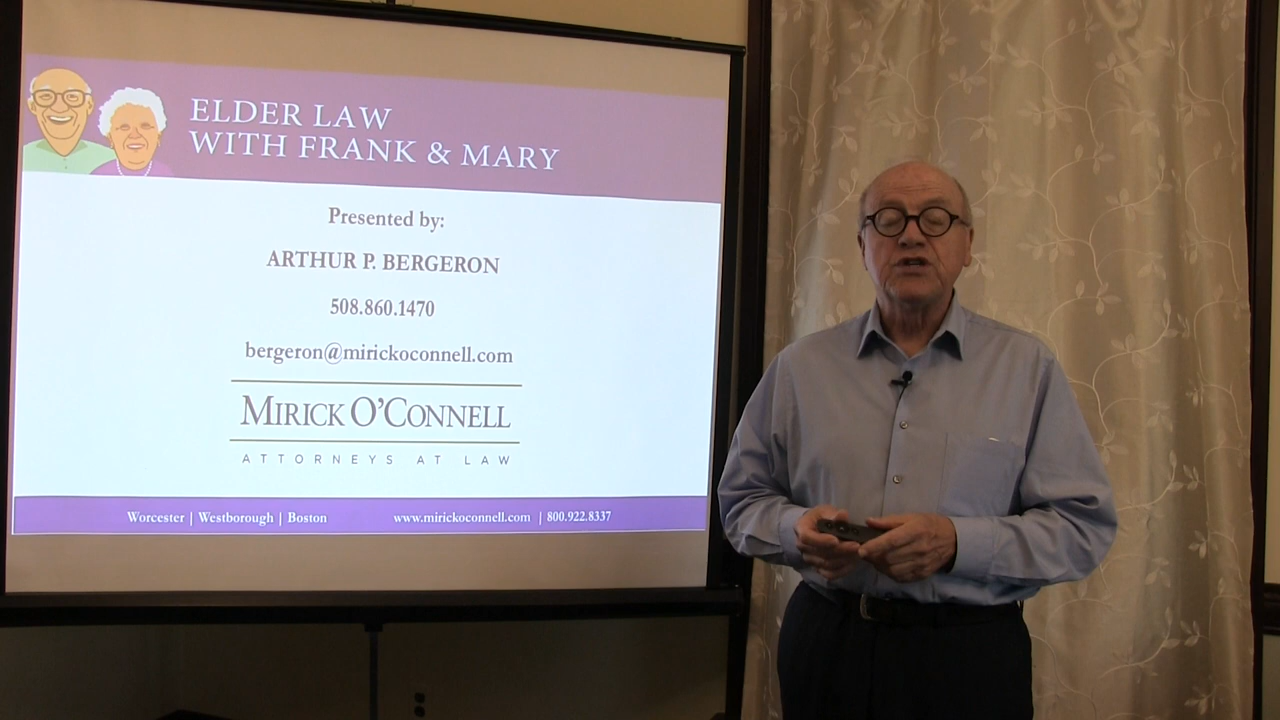 ELDER LAW
WITH FRANK & MARY
Presented by:
ARTHUR P. BERGERON
508.860.1470
bergeron@mirickoconnell.com
MIRICK O'CONNELL
ATTORNEYS AT LAW
Worcester | Westborough | Boston www.mirickoconnell.com | 800.922.8337